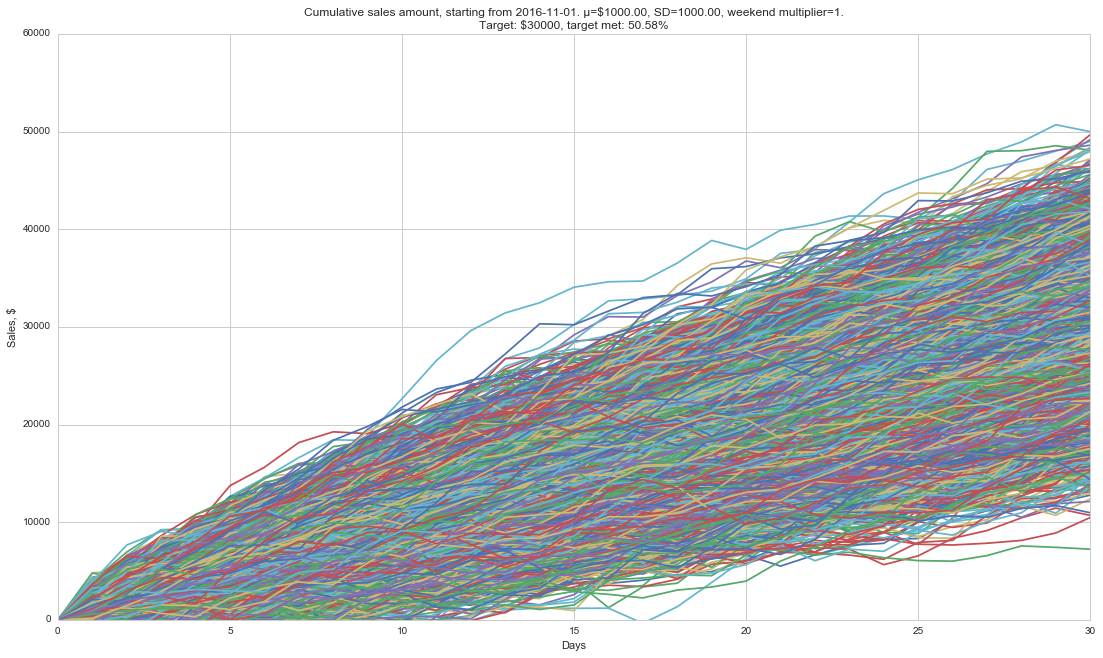 Cumulative sales amount, starting from 2016-11-01. μ=$1000.00, SD=1000.00, weekend multiplier=1.
Target: $30000, target met: 50.58%
60000
50000
40000
30000
20000
10000
0
Sales, $
0 5 10 15 20 25 30
Days